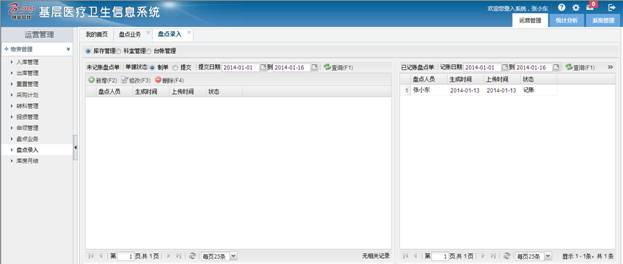 基层医疗卫生信息系统
欢迎您登入系统，张小东
0
运营管理 统计分析 系统管理
运营管理
我的首页 盘点业务 盘点录入
物资管理
库存管理 科室管理 台账管理
入库管理
出库管理
重置管理
采购计划
转科管理
报损管理
台账管理
盘点业务
盘点录入
库房月结
未记账盘点单 单据状态 制单 提交 提交日期 2014-01-01 到 2014-01-16 查询(F1)
新增(F2) 修改(F3) 删除(F4)
盘点人员 生成时间 上传时间 状态
第 1 页,共 1 页 每页25条 无相关记录
已记账盘点单 记账日期 2014-01-01 到 2014-01-16 查询(F1) »
盘点人员 生成时间 上传时间 状态
1 张小东 2014-01-13 2014-01-13 记账
第 1 页,共 1 页 每页25条 显示 1 - 1条, 共 1 条